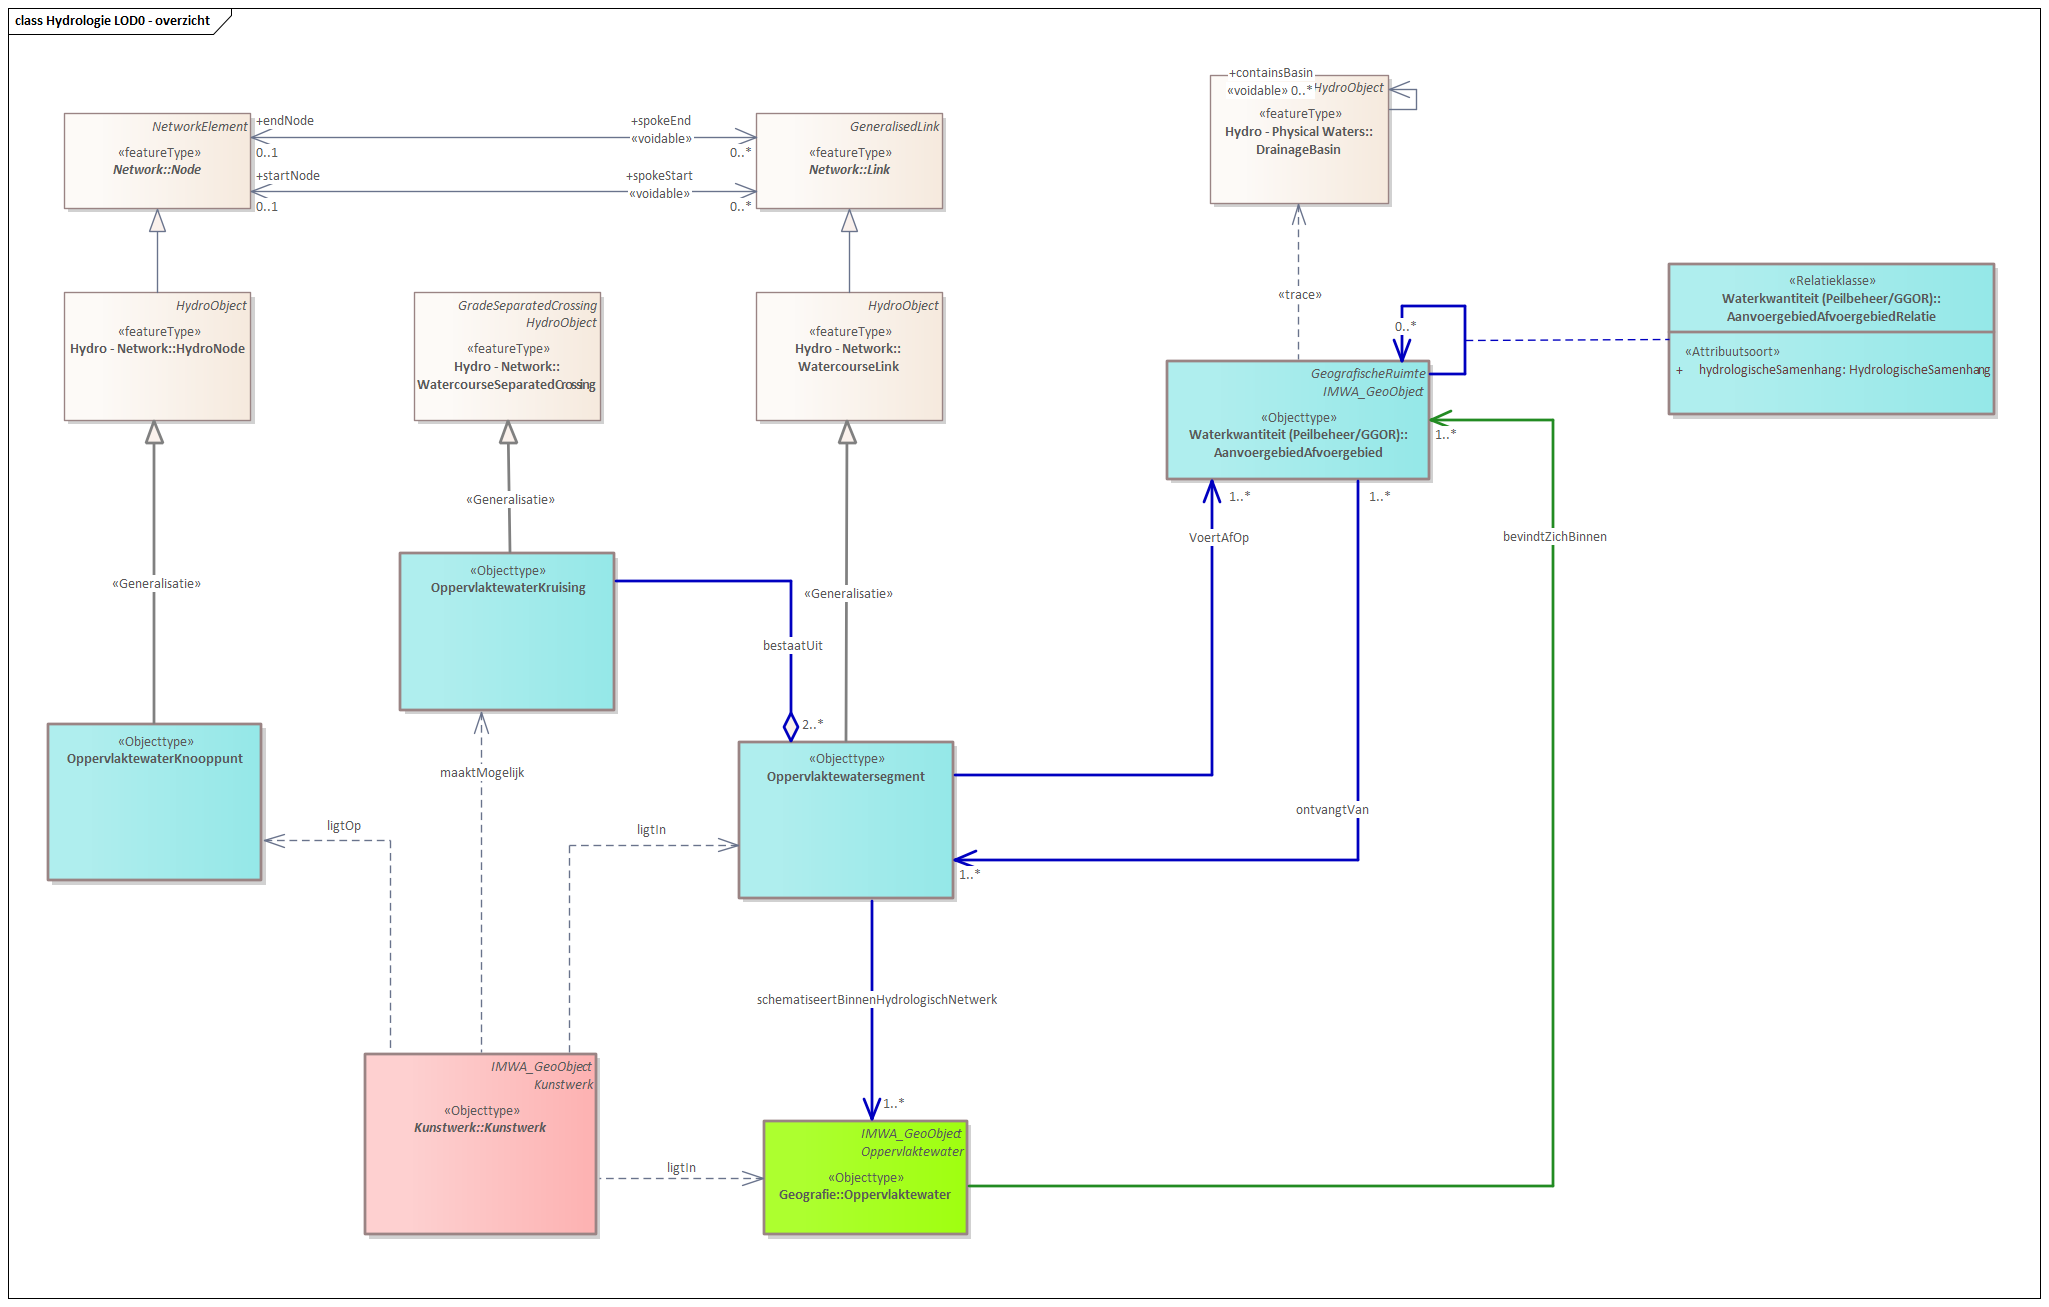 class Hydrologie LOD0 - overzicht
+containsBasin
«voidable» 0..*
HydroObject
«featureType»
Hydro - Physical Waters::
DrainageBasin
NetworkElement
«featureType»
Network::Node
+endNode
0..1
+spokeEnd
«voidable»
0..*
+startNode
0..1
+spokeStart
«voidable»
0..*
GeneralisedLink
«featureType»
Network::Link
HydroObject
«featureType»
Hydro - Network::HydroNode
GradeSeparatedCrossing
HydroObject
«featureType»
Hydro - Network::
WatercourseSeparatedCrossing
HydroObject
«featureType»
Hydro - Network::
WatercourseLink
«trace»
0..*
«Relatieklasse»
Waterkwantiteit (Peilbeheer/GGOR)::
AanvoergebiedAfvoergebiedRelatie
«Attribuutsoort»
+ hydrologischeSamenhang: HydrologischeSamenhang
GeografischeRuimte
IMWA_GeoObject
«Objecttype»
Waterkwantiteit (Peilbeheer/GGOR)::
AanvoergebiedAfvoergebied
1..*
1..*
1..*
«Generalisatie»
VoertAfOp
bevindtZichBinnen
«Generalisatie»
«Generalisatie»
«Objecttype»
OppervlaktewaterKruising
bestaatUit
2..*
«Objecttype»
OppervlaktewaterKnooppunt
«Objecttype»
Oppervlaktewatersegment
maaktMogelijk
ligtOp
ligtIn
ontvangtVan
1..*
schematiseertBinnenHydrologischNetwerk
1..*
IMWA_GeoObject
Kunstwerk
«Objecttype»
Kunstwerk::Kunstwerk
ligtIn
IMWA_GeoObject
Oppervlaktewater
«Objecttype»
Geografie::Oppervlaktewater